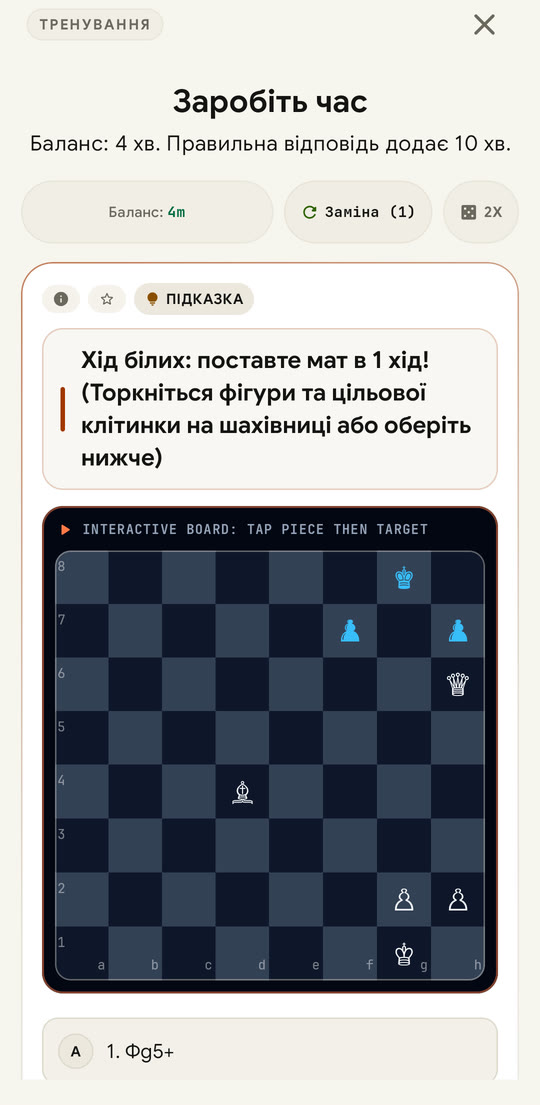 ТРЕНУВАННЯ
Заробіть час
Баланс: 4 хв. Правильна відповідь додає 10 хв.
Баланс: 4m
Заміна (1)
2X
ПІДКАЗКА
Хід білих: поставте мат в 1 хід!
(Торкніться фігури та цільової
клітинки на шахівниці або оберіть
нижче)
INTERACTIVE BOARD: TAP PIECE THEN TARGET
8
7
6
5
4
3
2
1
a b c d e f g h
A 1. Фg5+